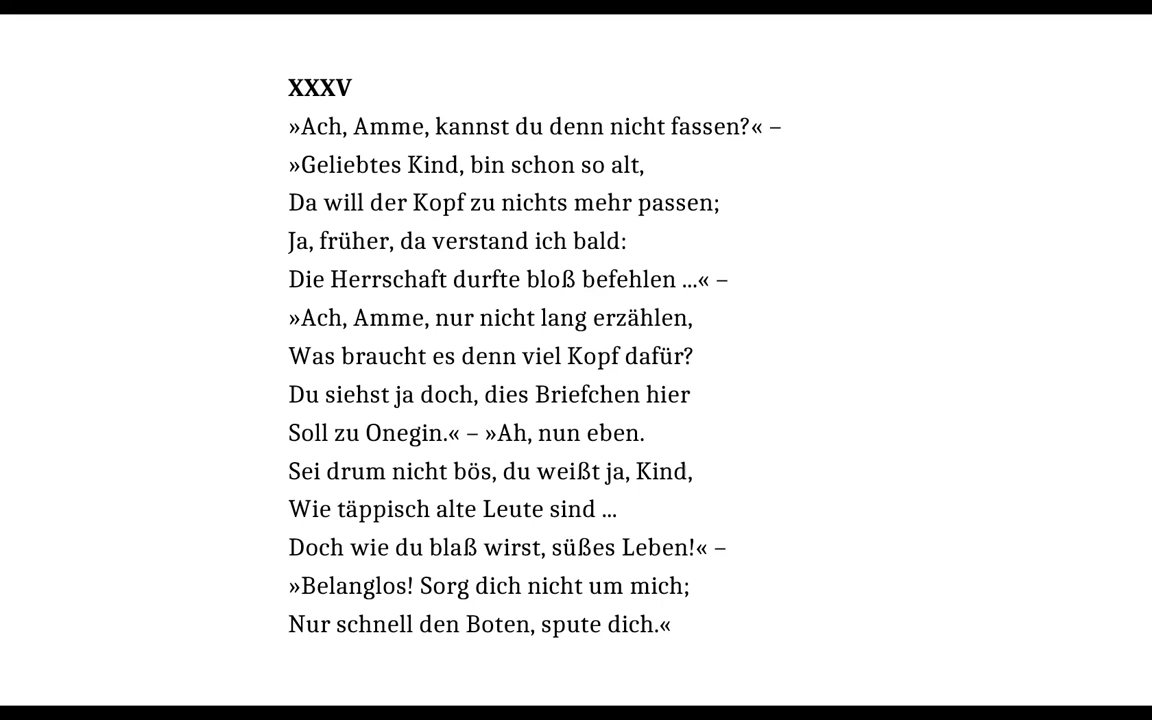 XXXV
»Ach, Amme, kannst du denn nicht fassen?« –
»Geliebtes Kind, bin schon so alt,
Da will der Kopf zu nichts mehr passen;
Ja, früher, da verstand ich bald:
Die Herrschaft durfte bloß befehlen ...« –
»Ach, Amme, nur nicht lang erzählen,
Was braucht es denn viel Kopf dafür?
Du siehst ja doch, dies Briefchen hier
Soll zu Onegin.« – »Ah, nun eben.
Sei drum nicht bös, du weißt ja, Kind,
Wie täppisch alte Leute sind ...
Doch wie du blaß wirst, süßes Leben!« –
»Belanglos! Sorg dich nicht um mich;
Nur schnell den Boten, spute dich.«